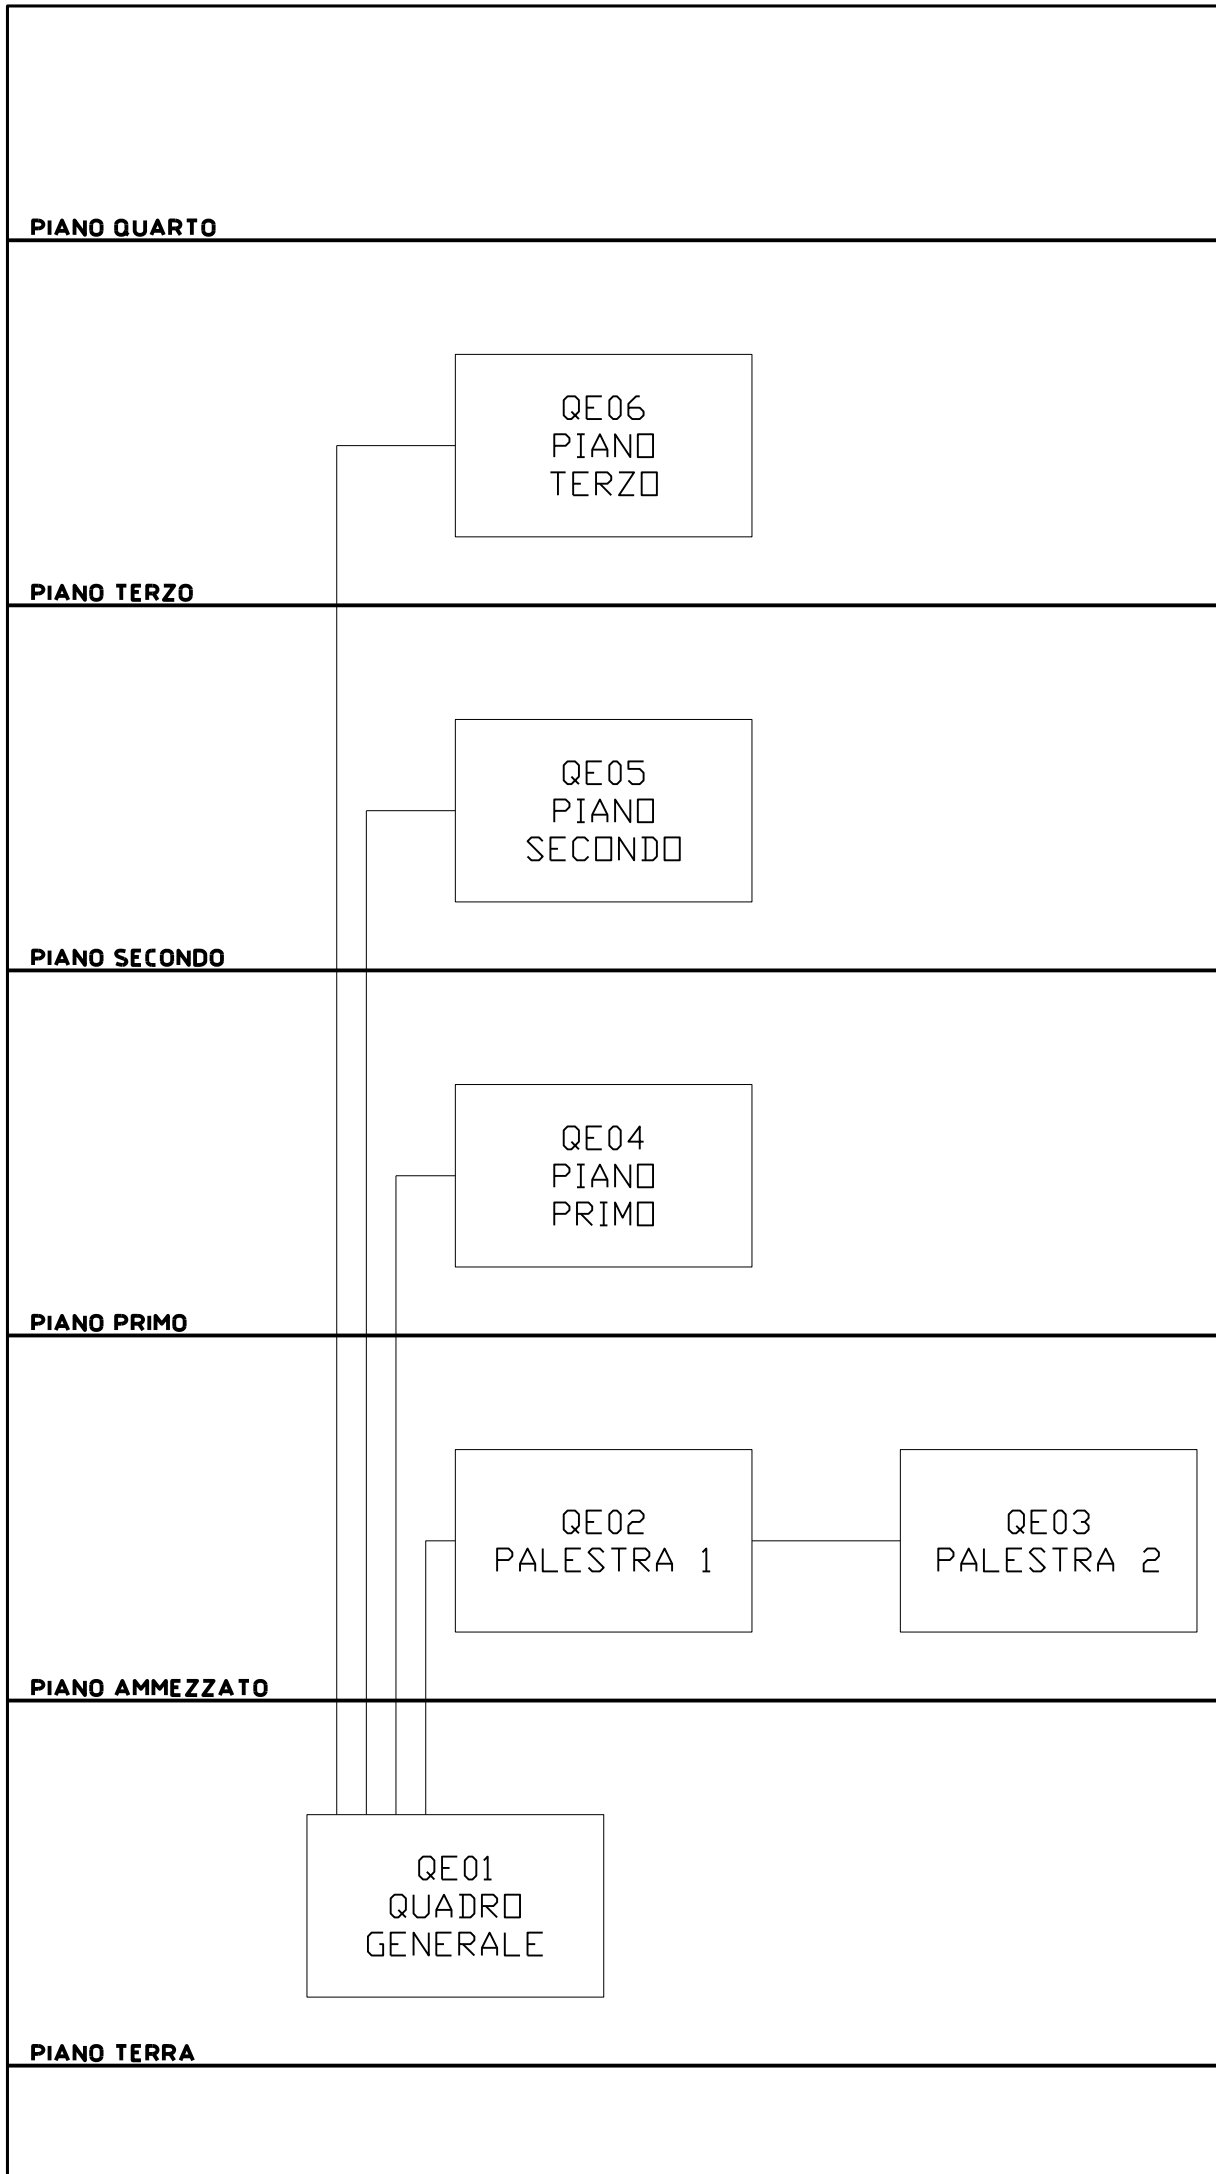 PIANO QUARTO
QE06
PIANO
TERZO
PIANO TERZO
QE05
PIANO
SECONDO
PIANO SECONDO
QE04
PIANO
PRIMO
PIANO PRIMO
QE02
PALESTRA 1
QE03
PALESTRA 2
PIANO AMMEZZATO
QE01
QUADRO
GENERALE
PIANO TERRA